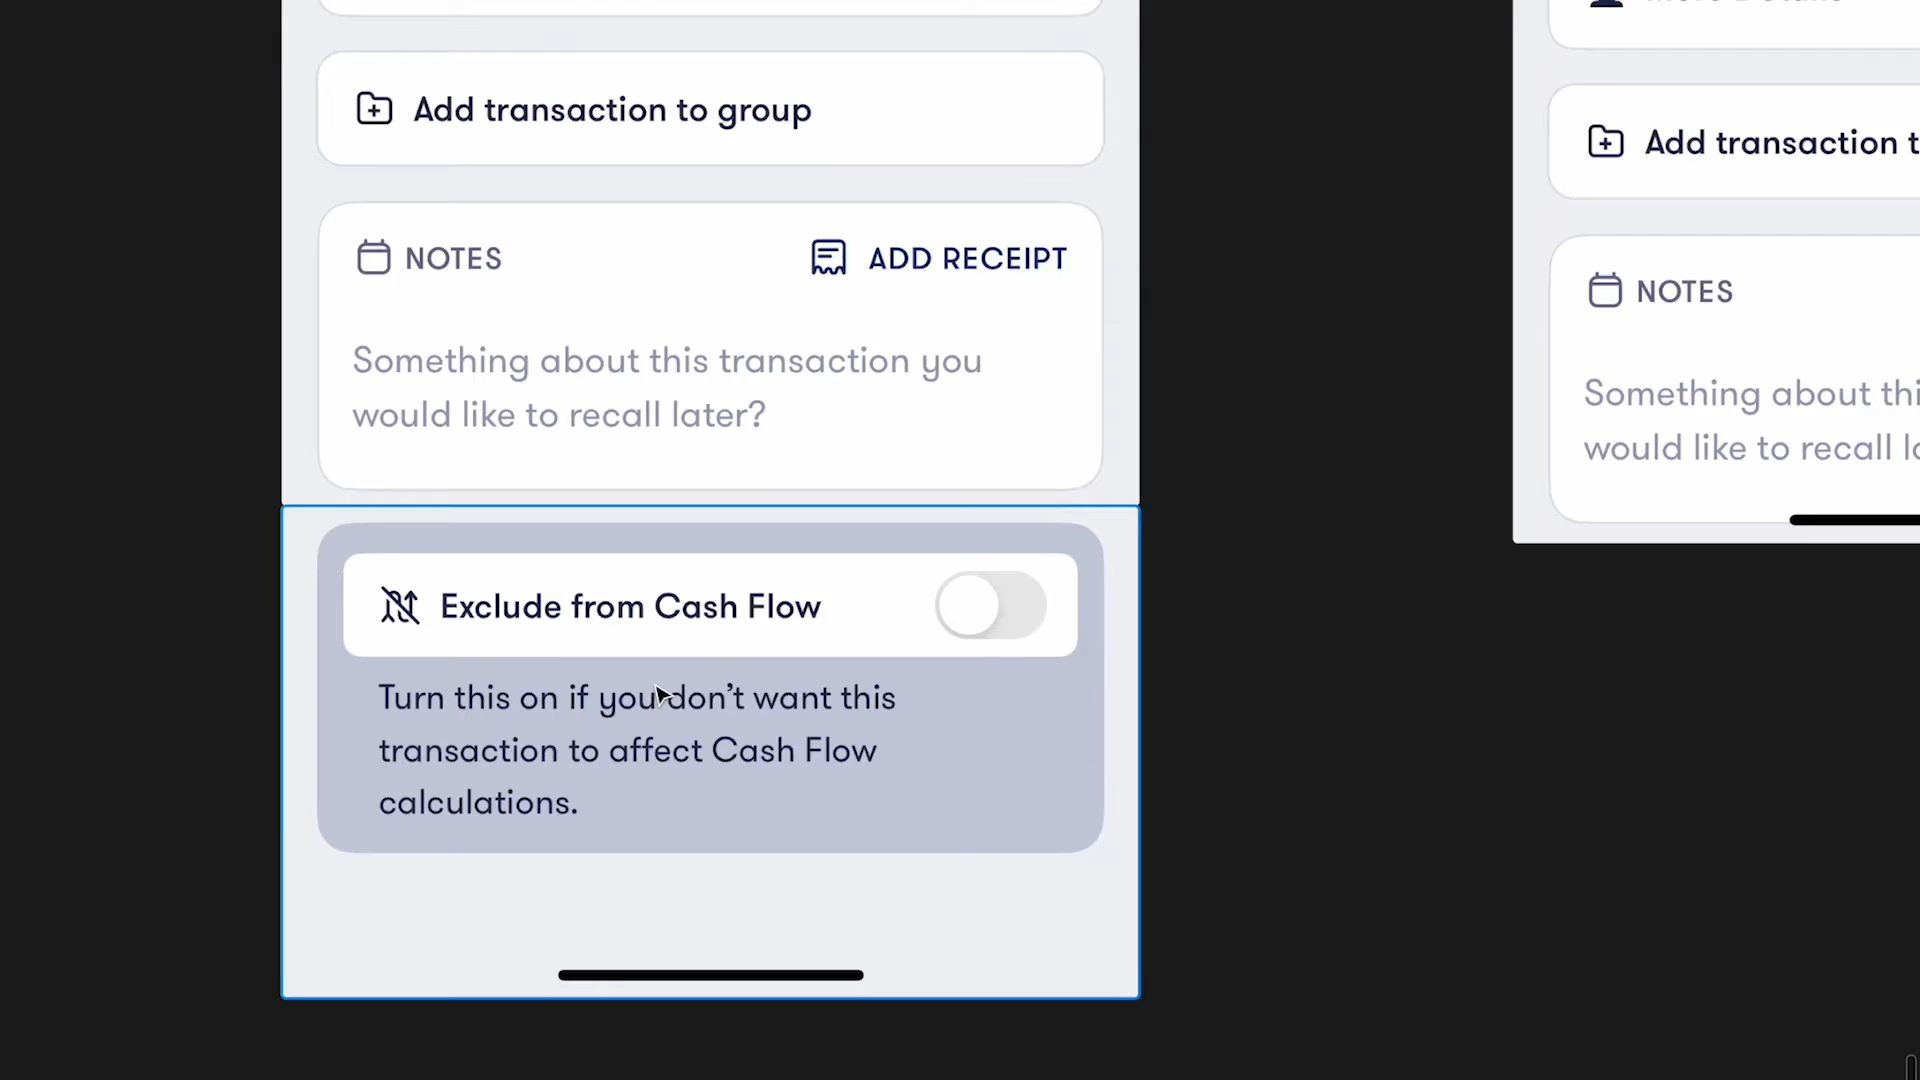 Add transaction to group
NOTES
ADD RECEIPT
Something about this transaction you
would like to recall later?
Exclude from Cash Flow
Turn this on if you don't want this
transaction to affect Cash Flow
calculations.
Add transaction t
NOTES
Something about thi
would like to recall la